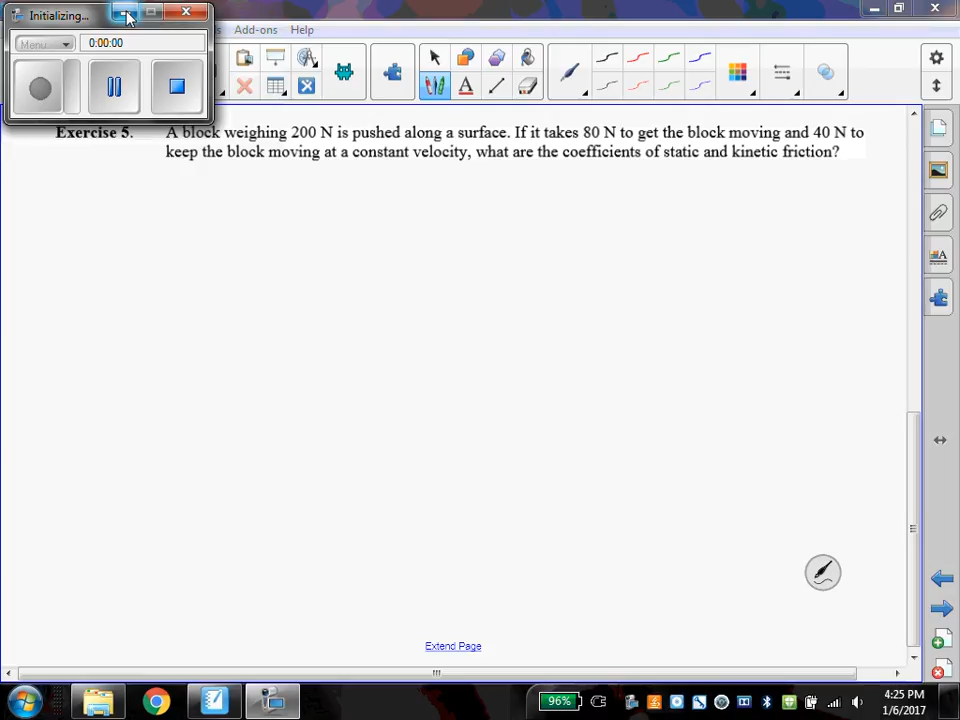 Initializing...
Add-ons Help
Menu 0:00:00
Exercise 5. A block weighing 200 N is pushed along a surface. If it takes 80 N to get the block moving and 40 N to
keep the block moving at a constant velocity, what are the coefficients of static and kinetic friction?
Extend Page
96%
4:25 PM
1/6/2017